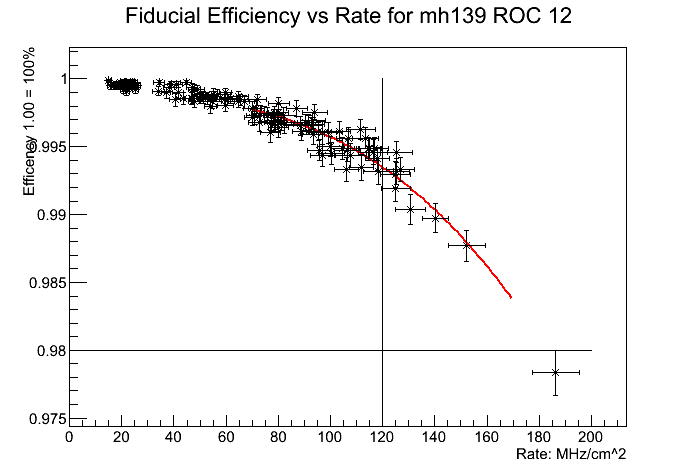 Fiducial Efficiency vs Rate for mh139 ROC 12
Efficency 1.00 = 100%
1
0.995
0.99
0.985
0.98
0.975
0 20 40 60 80 100 120 140 160 180 200
Rate: MHz/cm^2